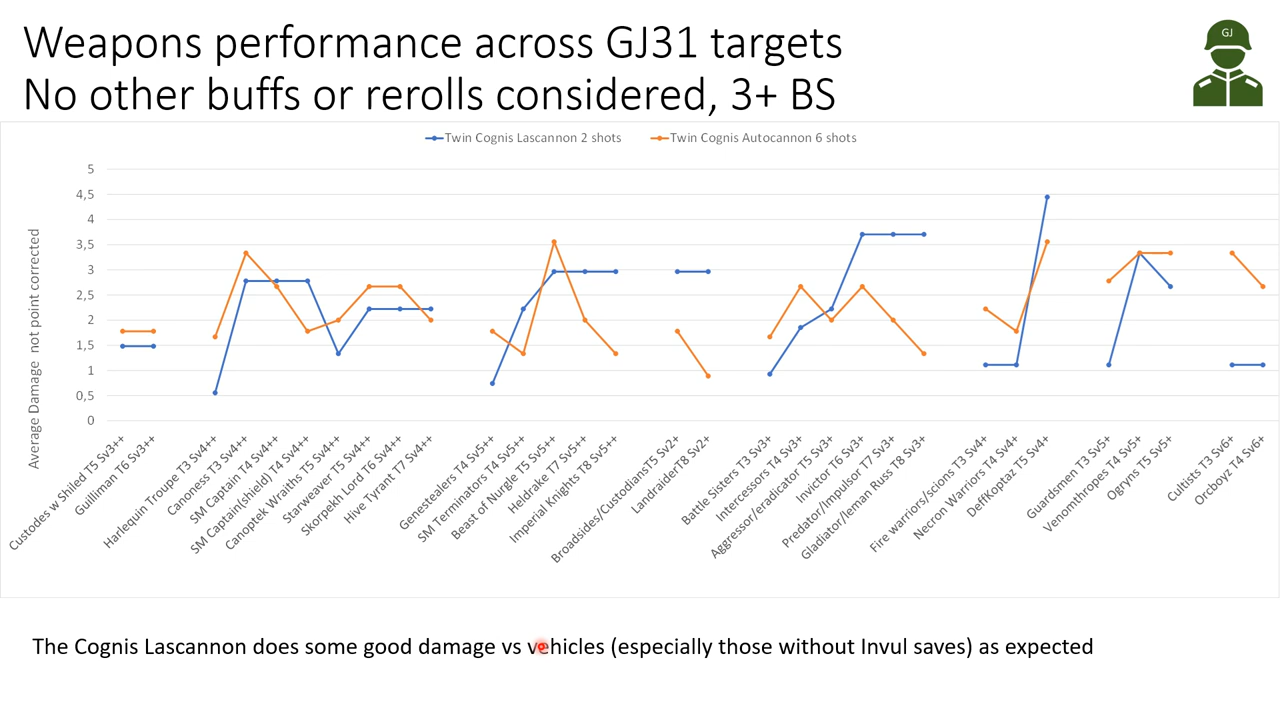 Weapons performance across GJ31 targets
No other buffs or rerolls considered, 3+ BS
GJ
Twin Cognis Lascannon 2 shots
Twin Cognis Autocannon 6 shots
Average Damage not point corrected
5
4,5
4
3,5
3
2,5
2
1,5
1
0,5
0
Custodes w Shiled T5 Sv3++
Guilliman T6 Sv3++
Harlequin Troupe T3 Sv4++
Canoness T3 Sv4++
SM Captain T4 Sv4++
SM Captain(shield) T4 Sv4++
Canoptek Wraiths T5 Sv4++
Starweaver T5 Sv4++
Skorpekh Lord T6 Sv4++
Hive Tyrant T7 Sv4++
Genestealers T4 Sv5++
SM Terminators T4 Sv5++
Beast of Nurgle T5 Sv5++
Heldrake T7 Sv5++
Imperial Knights T8 Sv5++
Broadsides/CustodiansT5 Sv2+
LandraiderT8 Sv2+
Battle Sisters T3 Sv3+
Intercessors T4 Sv3+
Aggressor/eradicator T5 Sv3+
Invictor T6 Sv3+
Predator/Impulsor T7 Sv3+
Gladiator/leman Russ T8 Sv3+
Fire warriors/scions T3 Sv4+
Necron Warriors T4 Sv4+
DeffKoptaz T5 Sv4+
Guardsmen T3 Sv5+
Venomthropes T4 Sv5+
Ogryns T5 Sv5+
Cultists T3 Sv6+
Orcboyz T4 Sv6+
The Cognis Lascannon does some good damage vs vehicles (especially those without Invul saves) as expected